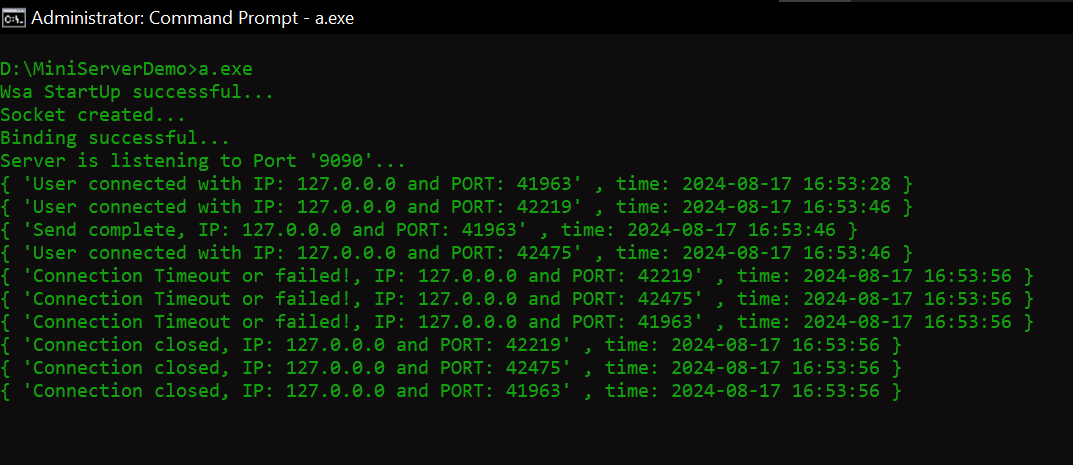 Administrator: Command Prompt - a.exe
D:\MiniServerDemo>a.exe
Wsa StartUp successful...
Socket created...
Binding successful...
Server is listening to Port '9090'...
{ 'User connected with IP: 127.0.0.0 and PORT: 41963' , time: 2024-08-17 16:53:28 }
{ 'User connected with IP: 127.0.0.0 and PORT: 42219' , time: 2024-08-17 16:53:46 }
{ 'Send complete, IP: 127.0.0.0 and PORT: 41963' , time: 2024-08-17 16:53:46 }
{ 'User connected with IP: 127.0.0.0 and PORT: 42475' , time: 2024-08-17 16:53:46 }
{ 'Connection Timeout or failed!, IP: 127.0.0.0 and PORT: 42219' , time: 2024-08-17 16:53:56 }
{ 'Connection Timeout or failed!, IP: 127.0.0.0 and PORT: 42475' , time: 2024-08-17 16:53:56 }
{ 'Connection Timeout or failed!, IP: 127.0.0.0 and PORT: 41963' , time: 2024-08-17 16:53:56 }
{ 'Connection closed, IP: 127.0.0.0 and PORT: 42219' , time: 2024-08-17 16:53:56 }
{ 'Connection closed, IP: 127.0.0.0 and PORT: 42475' , time: 2024-08-17 16:53:56 }
{ 'Connection closed, IP: 127.0.0.0 and PORT: 41963' , time: 2024-08-17 16:53:56 }